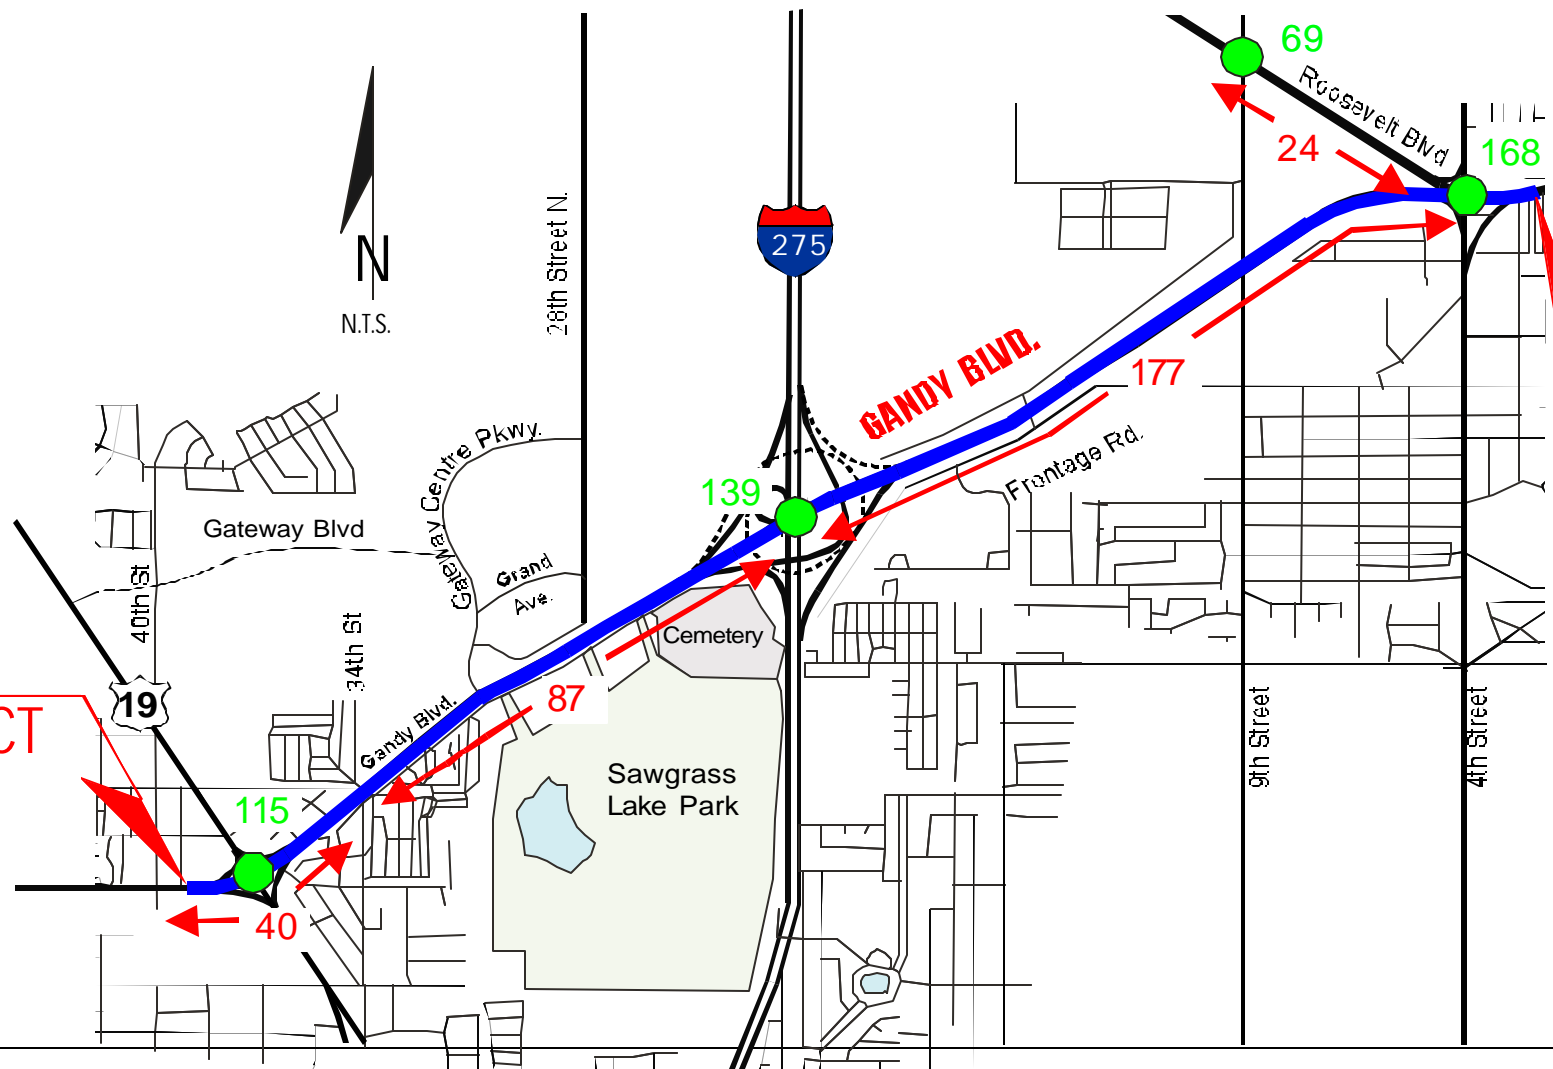 69
Roosevelt Blvd
24
168
28th Street N.
275
N
N.T.S.
GANDY BLVD.
177
Gateway Centre Pkwy.
Frontage Rd.
139
Gateway Blvd
Grand
Ave.
40th St
34th St
Cemetery
19
87
Gandy Blvd.
CT
Sawgrass
Lake Park
9th Street
4th Street
115
40